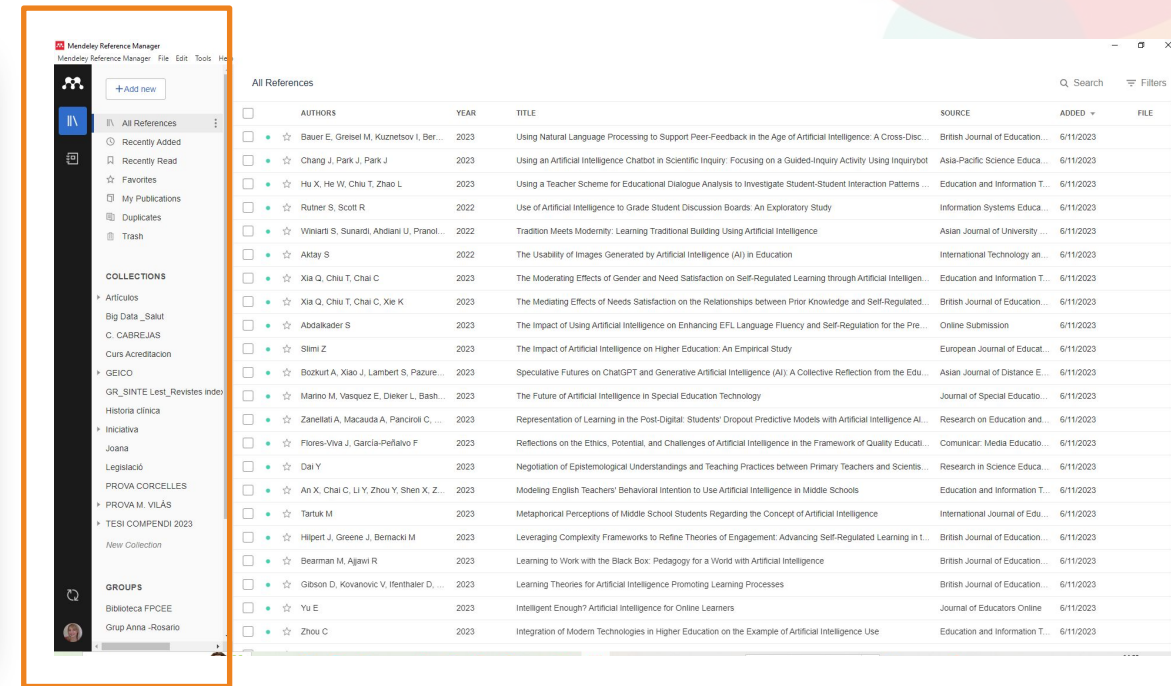 Mendeley Reference Manager
Mendeley Reference Manager File Edit Tools Help
+Add new
All References
Recently Added
Recently Read
Favorites
My Publications
Duplicates
Trash
COLLECTIONS
Artículos
Big Data _Salut
C. CABREJAS
Curs Acreditacion
GEICO
GR_SINTE Lest_Revistes index
Historia clínica
Iniciativa
Joana
Legislació
PROVA CORCELLES
PROVA M. VILÀS
TESI COMPENDI 2023
New Collection
GROUPS
Biblioteca FPCEE
Grup Anna -Rosario
All References
Search Filters
AUTHORS YEAR TITLE SOURCE ADDED FILE
Bauer E, Greisel M, Kuznetsov I, Ber... 2023 Using Natural Language Processing to Support Peer-Feedback in the Age of Artificial Intelligence: A Cross-Disc... British Journal of Education... 6/11/2023
Chang J, Park J, Park J 2023 Using an Artificial Intelligence Chatbot in Scientific Inquiry: Focusing on a Guided-Inquiry Activity Using Inquirybot Asia-Pacific Science Educa... 6/11/2023
Hu X, He W, Chiu T, Zhao L 2023 Using a Teacher Scheme for Educational Dialogue Analysis to Investigate Student-Student Interaction Patterns ... Education and Information T... 6/11/2023
Rutner S, Scott R 2022 Use of Artificial Intelligence to Grade Student Discussion Boards: An Exploratory Study Information Systems Educa... 6/11/2023
Winiarti S, Sunardi, Ahdiani U, Pranol... 2022 Tradition Meets Modernity: Learning Traditional Building Using Artificial Intelligence Asian Journal of University ... 6/11/2023
Aktay S 2022 The Usability of Images Generated by Artificial Intelligence (AI) in Education International Technology an... 6/11/2023
Xia Q, Chiu T, Chai C 2023 The Moderating Effects of Gender and Need Satisfaction on Self-Regulated Learning through Artificial Intelligen... Education and Information T... 6/11/2023
Xia Q, Chiu T, Chai C, Xie K 2023 The Mediating Effects of Needs Satisfaction on the Relationships between Prior Knowledge and Self-Regulated... British Journal of Education... 6/11/2023
Abdalkader S 2023 The Impact of Using Artificial Intelligence on Enhancing EFL Language Fluency and Self-Regulation for the Pre... Online Submission 6/11/2023
Slimi Z 2023 The Impact of Artificial Intelligence on Higher Education: An Empirical Study European Journal of Educat... 6/11/2023
Bozkurt A, Xiao J, Lambert S, Pazure... 2023 Speculative Futures on ChatGPT and Generative Artificial Intelligence (AI): A Collective Reflection from the Edu... Asian Journal of Distance E... 6/11/2023
Marino M, Vasquez E, Dieker L, Bash... 2023 The Future of Artificial Intelligence in Special Education Technology Journal of Special Educatio... 6/11/2023
Zanellati A, Macauda A, Panciroli C, ... 2023 Representation of Learning in the Post-Digital: Students' Dropout Predictive Models with Artificial Intelligence Al... Research on Education and... 6/11/2023
Flores-Viva J, García-Peñalvo F 2023 Reflections on the Ethics, Potential, and Challenges of Artificial Intelligence in the Framework of Quality Educati... Comunicar: Media Educatio... 6/11/2023
Dai Y 2023 Negotiation of Epistemological Understandings and Teaching Practices between Primary Teachers and Scientis... Research in Science Educa... 6/11/2023
An X, Chai C, Li Y, Zhou Y, Shen X, Z... 2023 Modeling English Teachers' Behavioral Intention to Use Artificial Intelligence in Middle Schools Education and Information T... 6/11/2023
Tartuk M 2023 Metaphorical Perceptions of Middle School Students Regarding the Concept of Artificial Intelligence International Journal of Edu... 6/11/2023
Hilpert J, Greene J, Bernacki M 2023 Leveraging Complexity Frameworks to Refine Theories of Engagement: Advancing Self-Regulated Learning in t... British Journal of Education... 6/11/2023
Bearman M, Ajjawi R 2023 Learning to Work with the Black Box: Pedagogy for a World with Artificial Intelligence British Journal of Education... 6/11/2023
Gibson D, Kovanovic V, Ifenthaler D, ... 2023 Learning Theories for Artificial Intelligence Promoting Learning Processes British Journal of Education... 6/11/2023
Yu E 2023 Intelligent Enough? Artificial Intelligence for Online Learners Journal of Educators Online 6/11/2023
Zhou C 2023 Integration of Modern Technologies in Higher Education on the Example of Artificial Intelligence Use Education and Information T... 6/11/2023